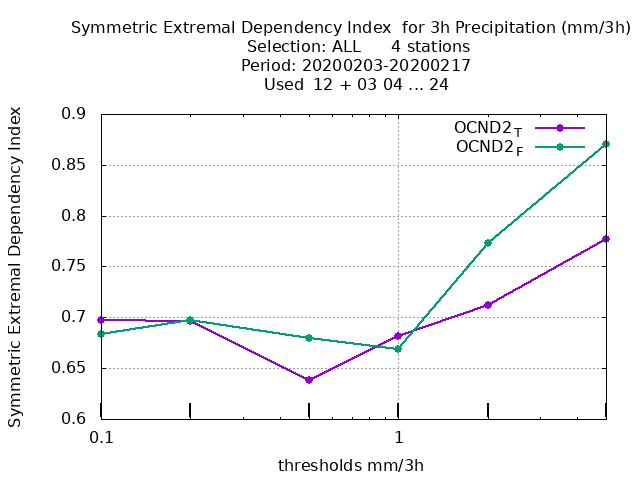 Symmetric Extremal Dependency Index  for 3h Precipitation (mm/3h)
Selection: ALL      4 stations
Period: 20200203-20200217
Used  12 + 03 04 ... 24
0.9
0.85
0.8
0.75
0.7
0.65
0.6
Symmetric Extremal Dependency Index
OCND2T
OCND2F
0.1
1
thresholds mm/3h